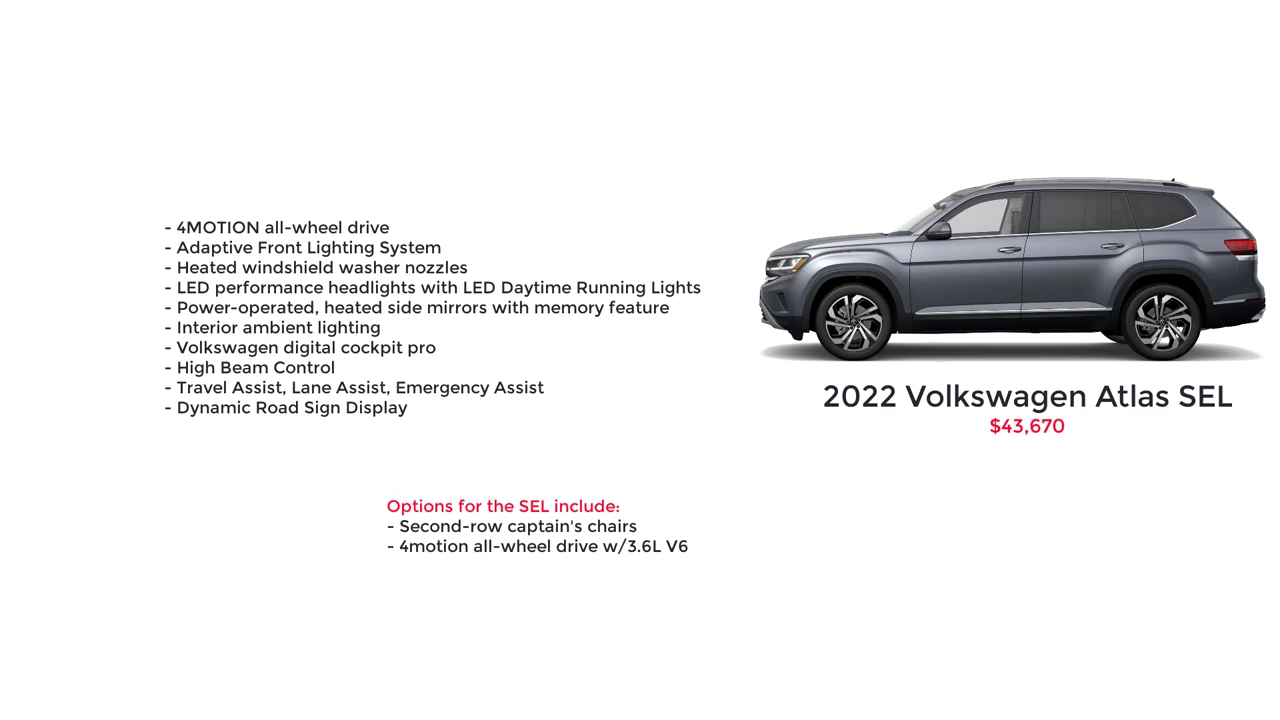 - 4MOTION all-wheel drive
- Adaptive Front Lighting System
- Heated windshield washer nozzles
- LED performance headlights with LED Daytime Running Lights
- Power-operated, heated side mirrors with memory feature
- Interior ambient lighting
- Volkswagen digital cockpit pro
- High Beam Control
- Travel Assist, Lane Assist, Emergency Assist
- Dynamic Road Sign Display
2022 Volkswagen Atlas SEL
$43,670
Options for the SEL include:
- Second-row captain's chairs
- 4motion all-wheel drive w/3.6L V6